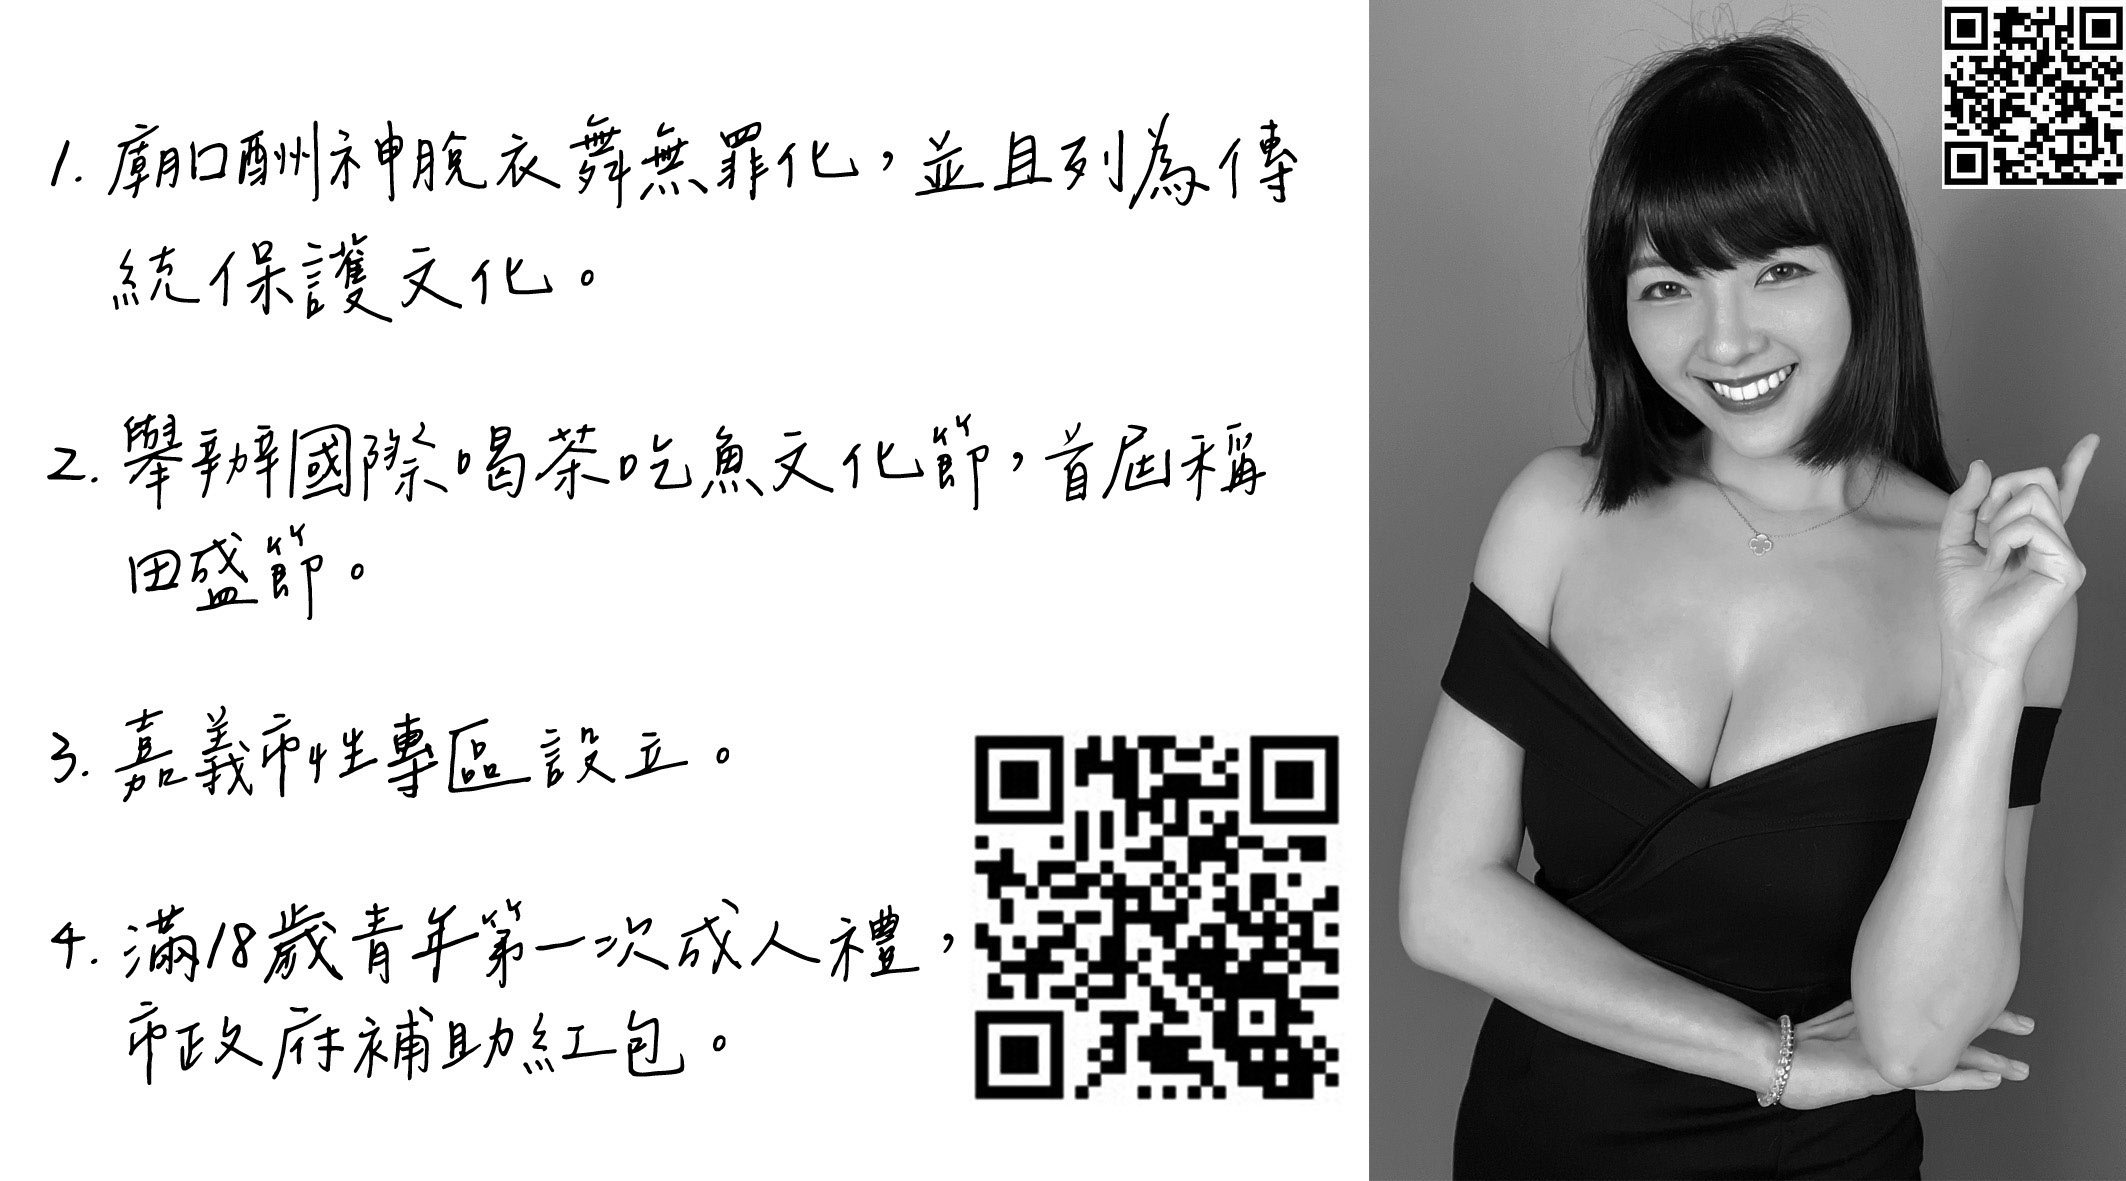 1. 廟口酬神脫衣舞無罪化，並且列為傳
統保護文化。
2. 舉辦國際喝茶吃魚文化節，首屆稱
田盛節。
3. 嘉義市性專區設立。
4. 滿18歲青年第一次成人禮，
市政府補助紅包。